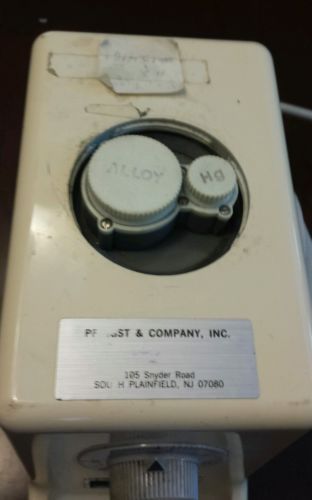 ALLOY
HG
& COMPANY, INC.
105 Snyder Road
PLAINFIELD, NJ 07080